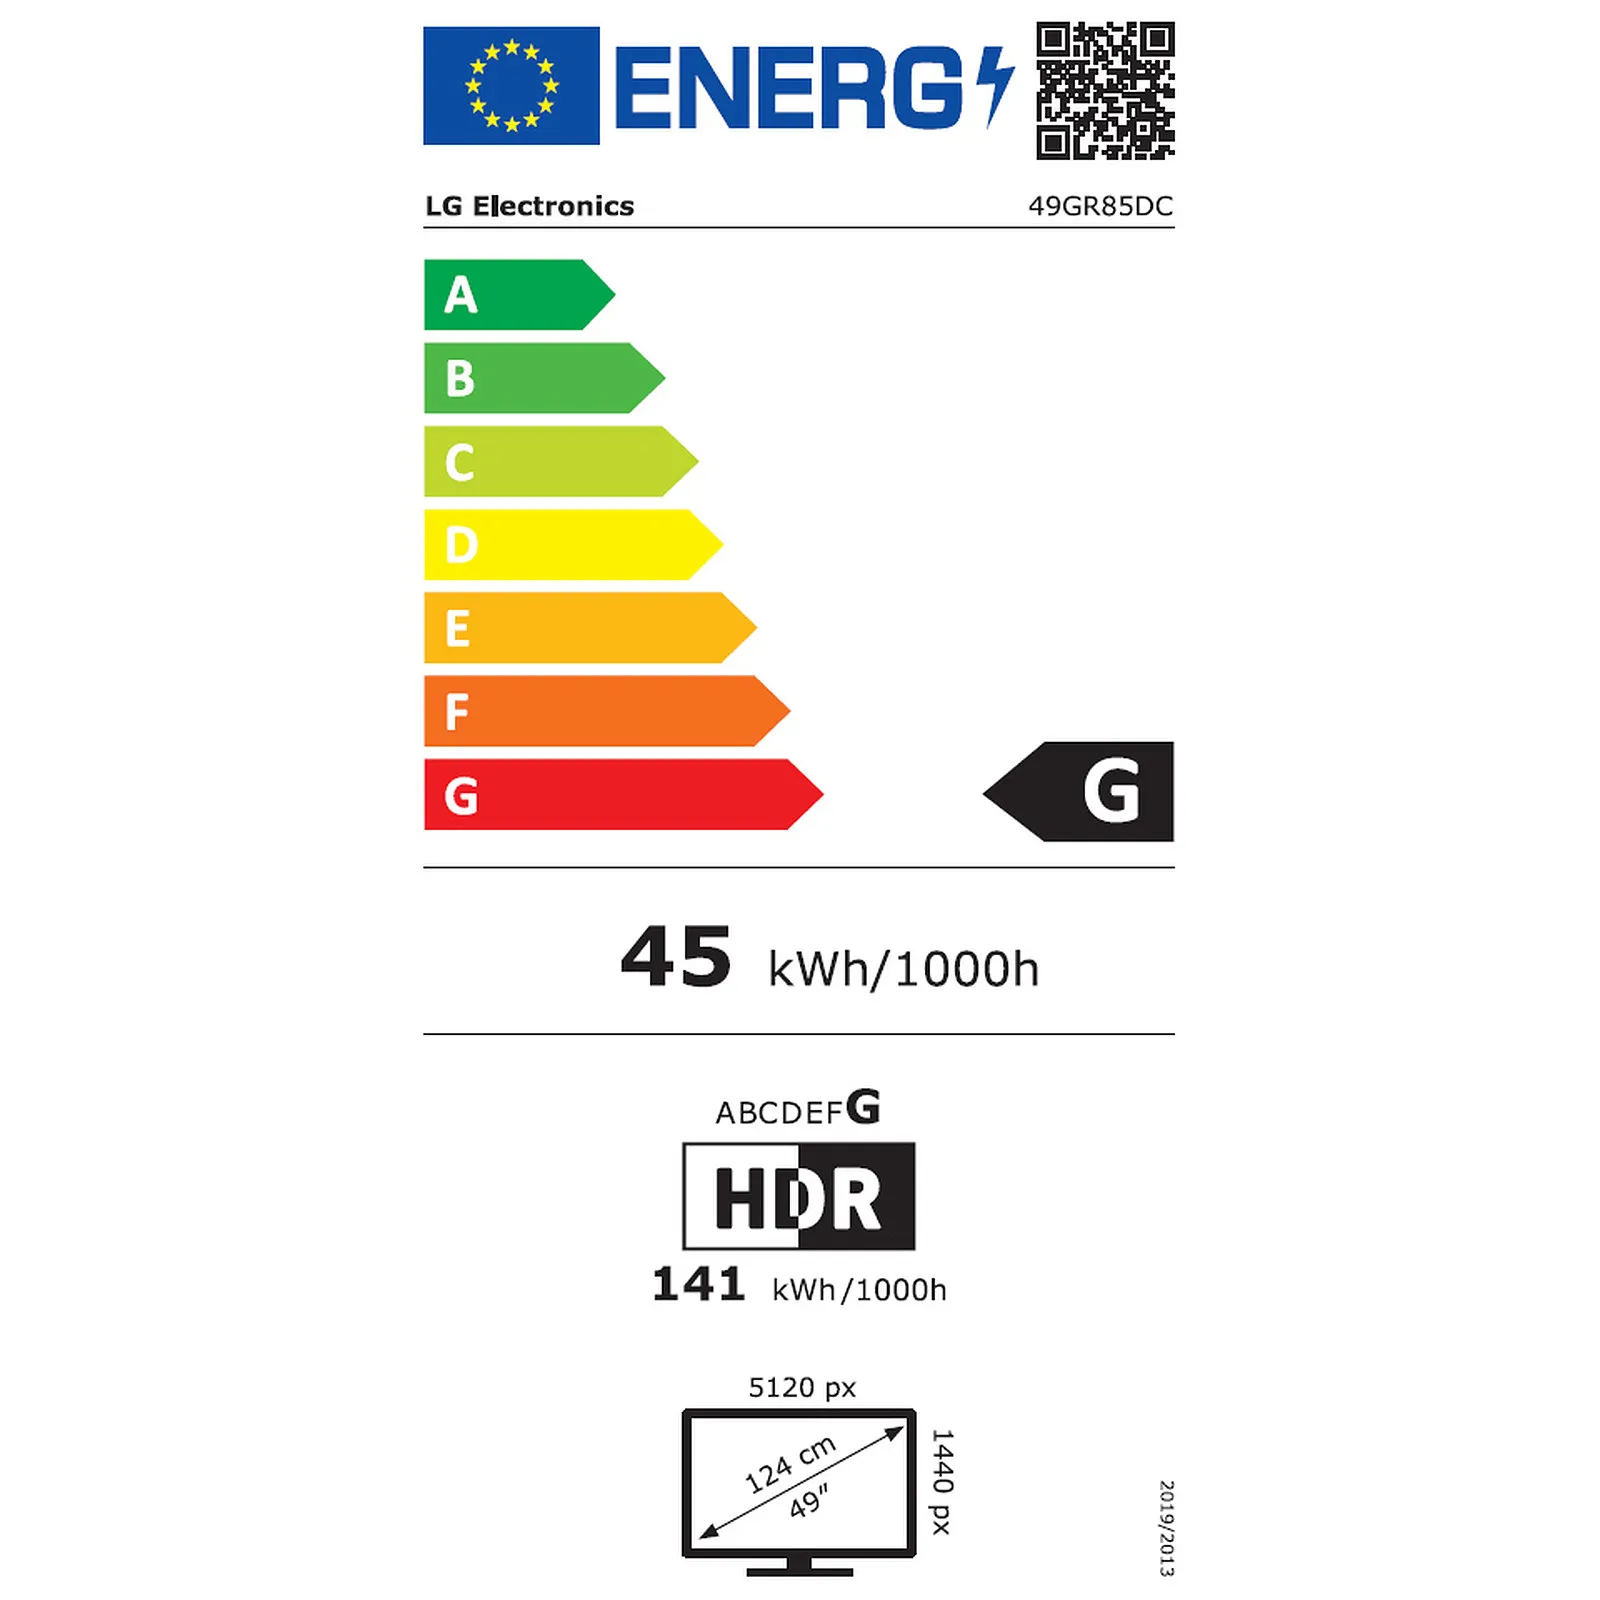 ENERG
LG Electronics 49GR85DC
A
B
C
D
E
F
G
G
45 kWh/1000h
ABCDEFG
HDR
141 kWh/1000h
5120 px
124 cm
49"
1440 px
2019/2013